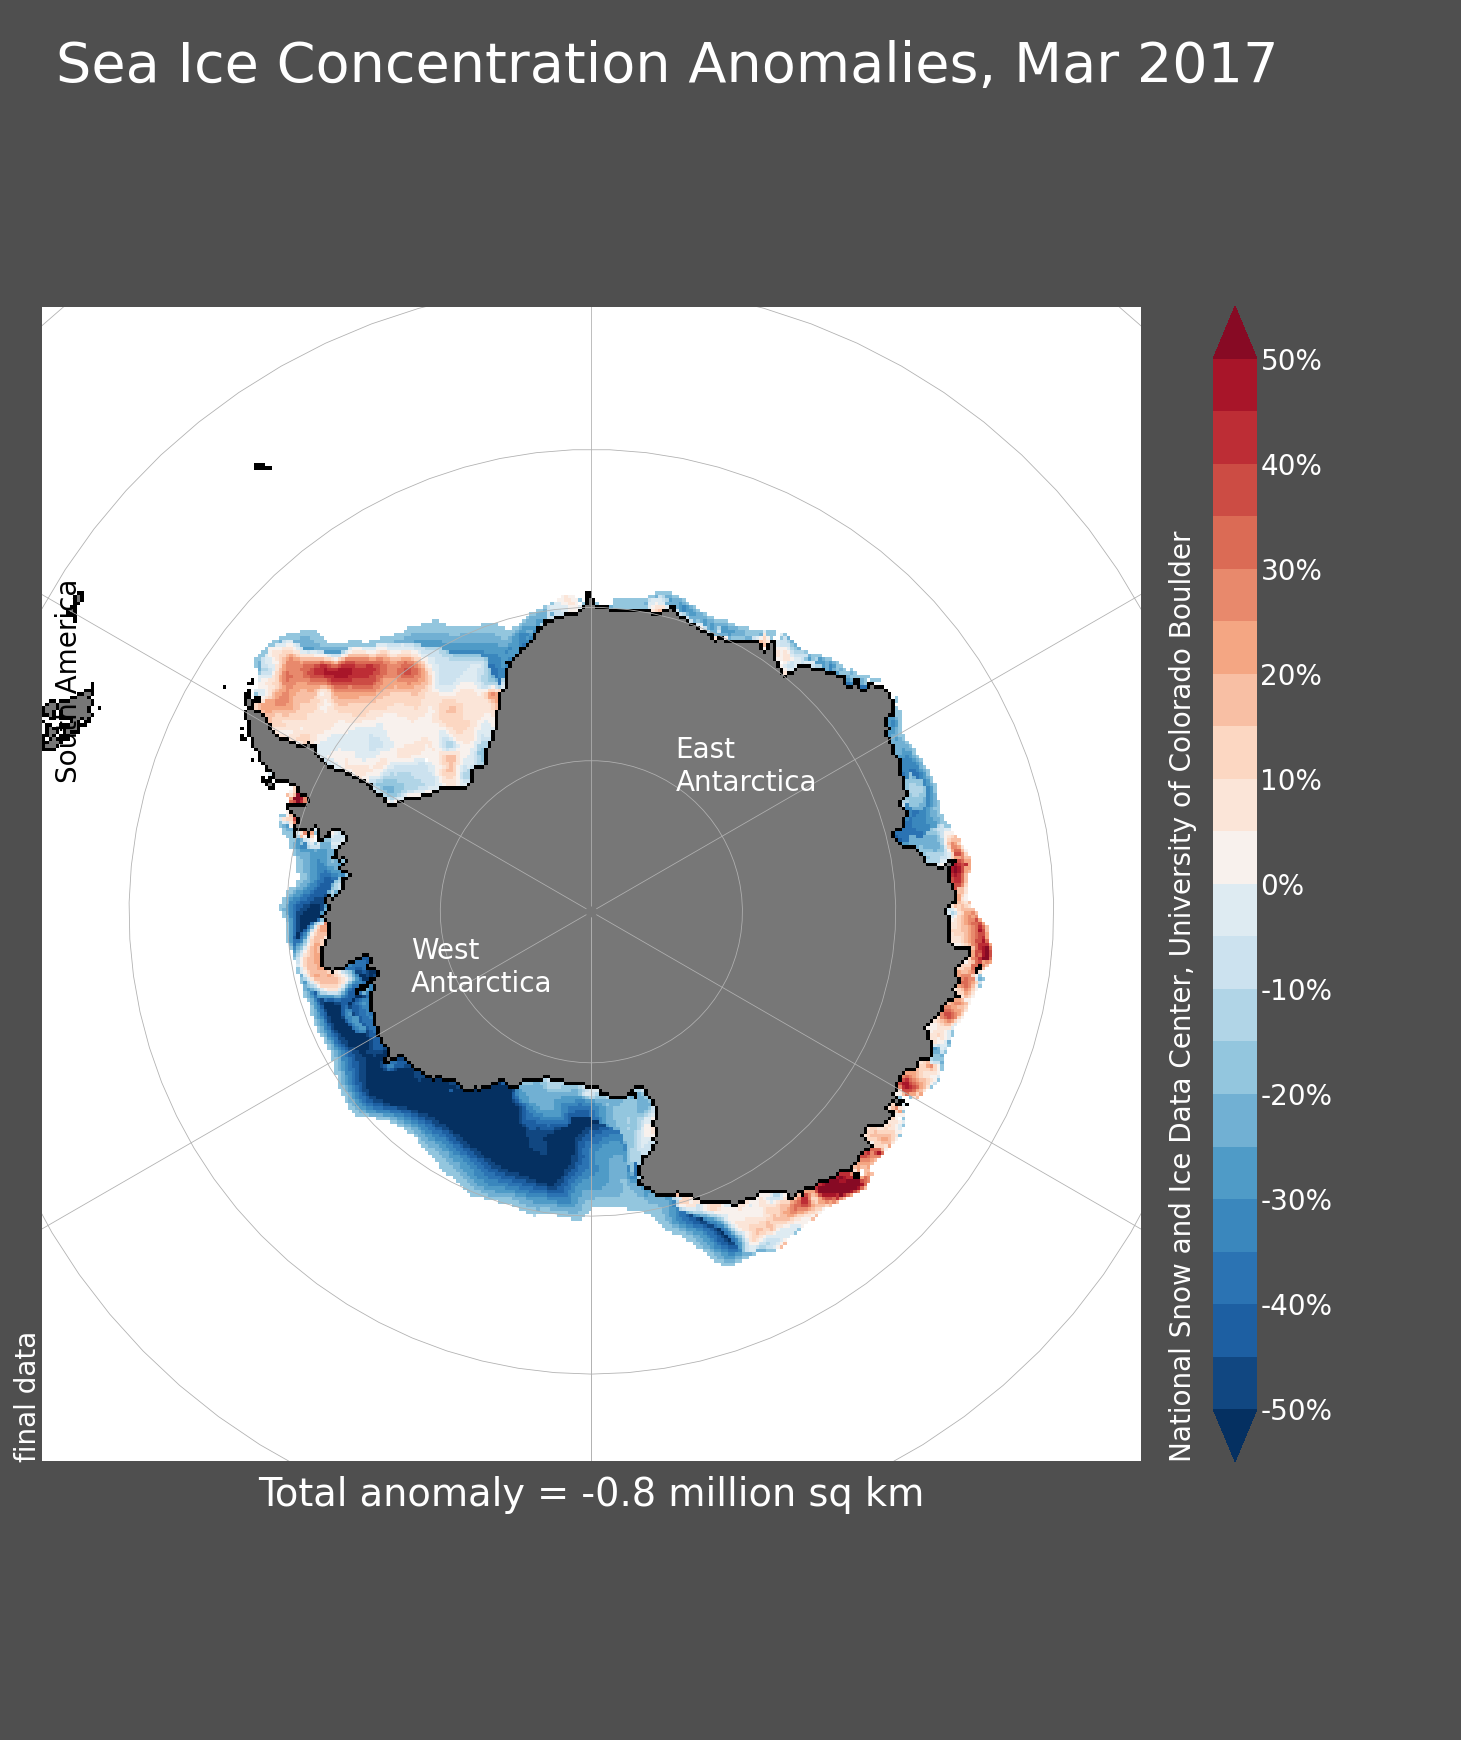 Sea Ice Concentration Anomalies, Mar 2017
South America
East
Antarctica
West
Antarctica
final data
National Snow and Ice Data Center, University of Colorado Boulder
50%
40%
30%
20%
10%
0%
-10%
-20%
-30%
-40%
-50%
Total anomaly = -0.8 million sq km